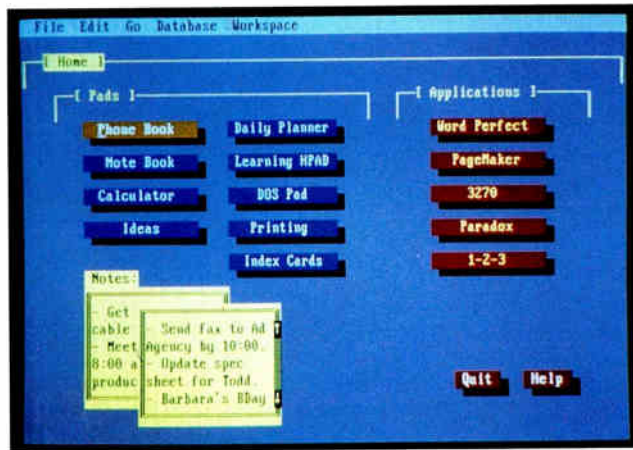 File Edit Go Database Workspace
[ Home ]
[ Pads ]
[ Applications ]
Phone Book
Daily Planner
Word Perfect
Note Book
Learning HPAD
PageMaker
Calculator
DOS Pad
3270
Ideas
Printing
Paradox
Index Cards
1-2-3
Notes:
- Get
cable
- Meet
8:00 a
produc
- Send Fax to Ad
Agency by 10:00.
- Update spec
sheet for Todd.
- Barbara's BDay
Quit
Help